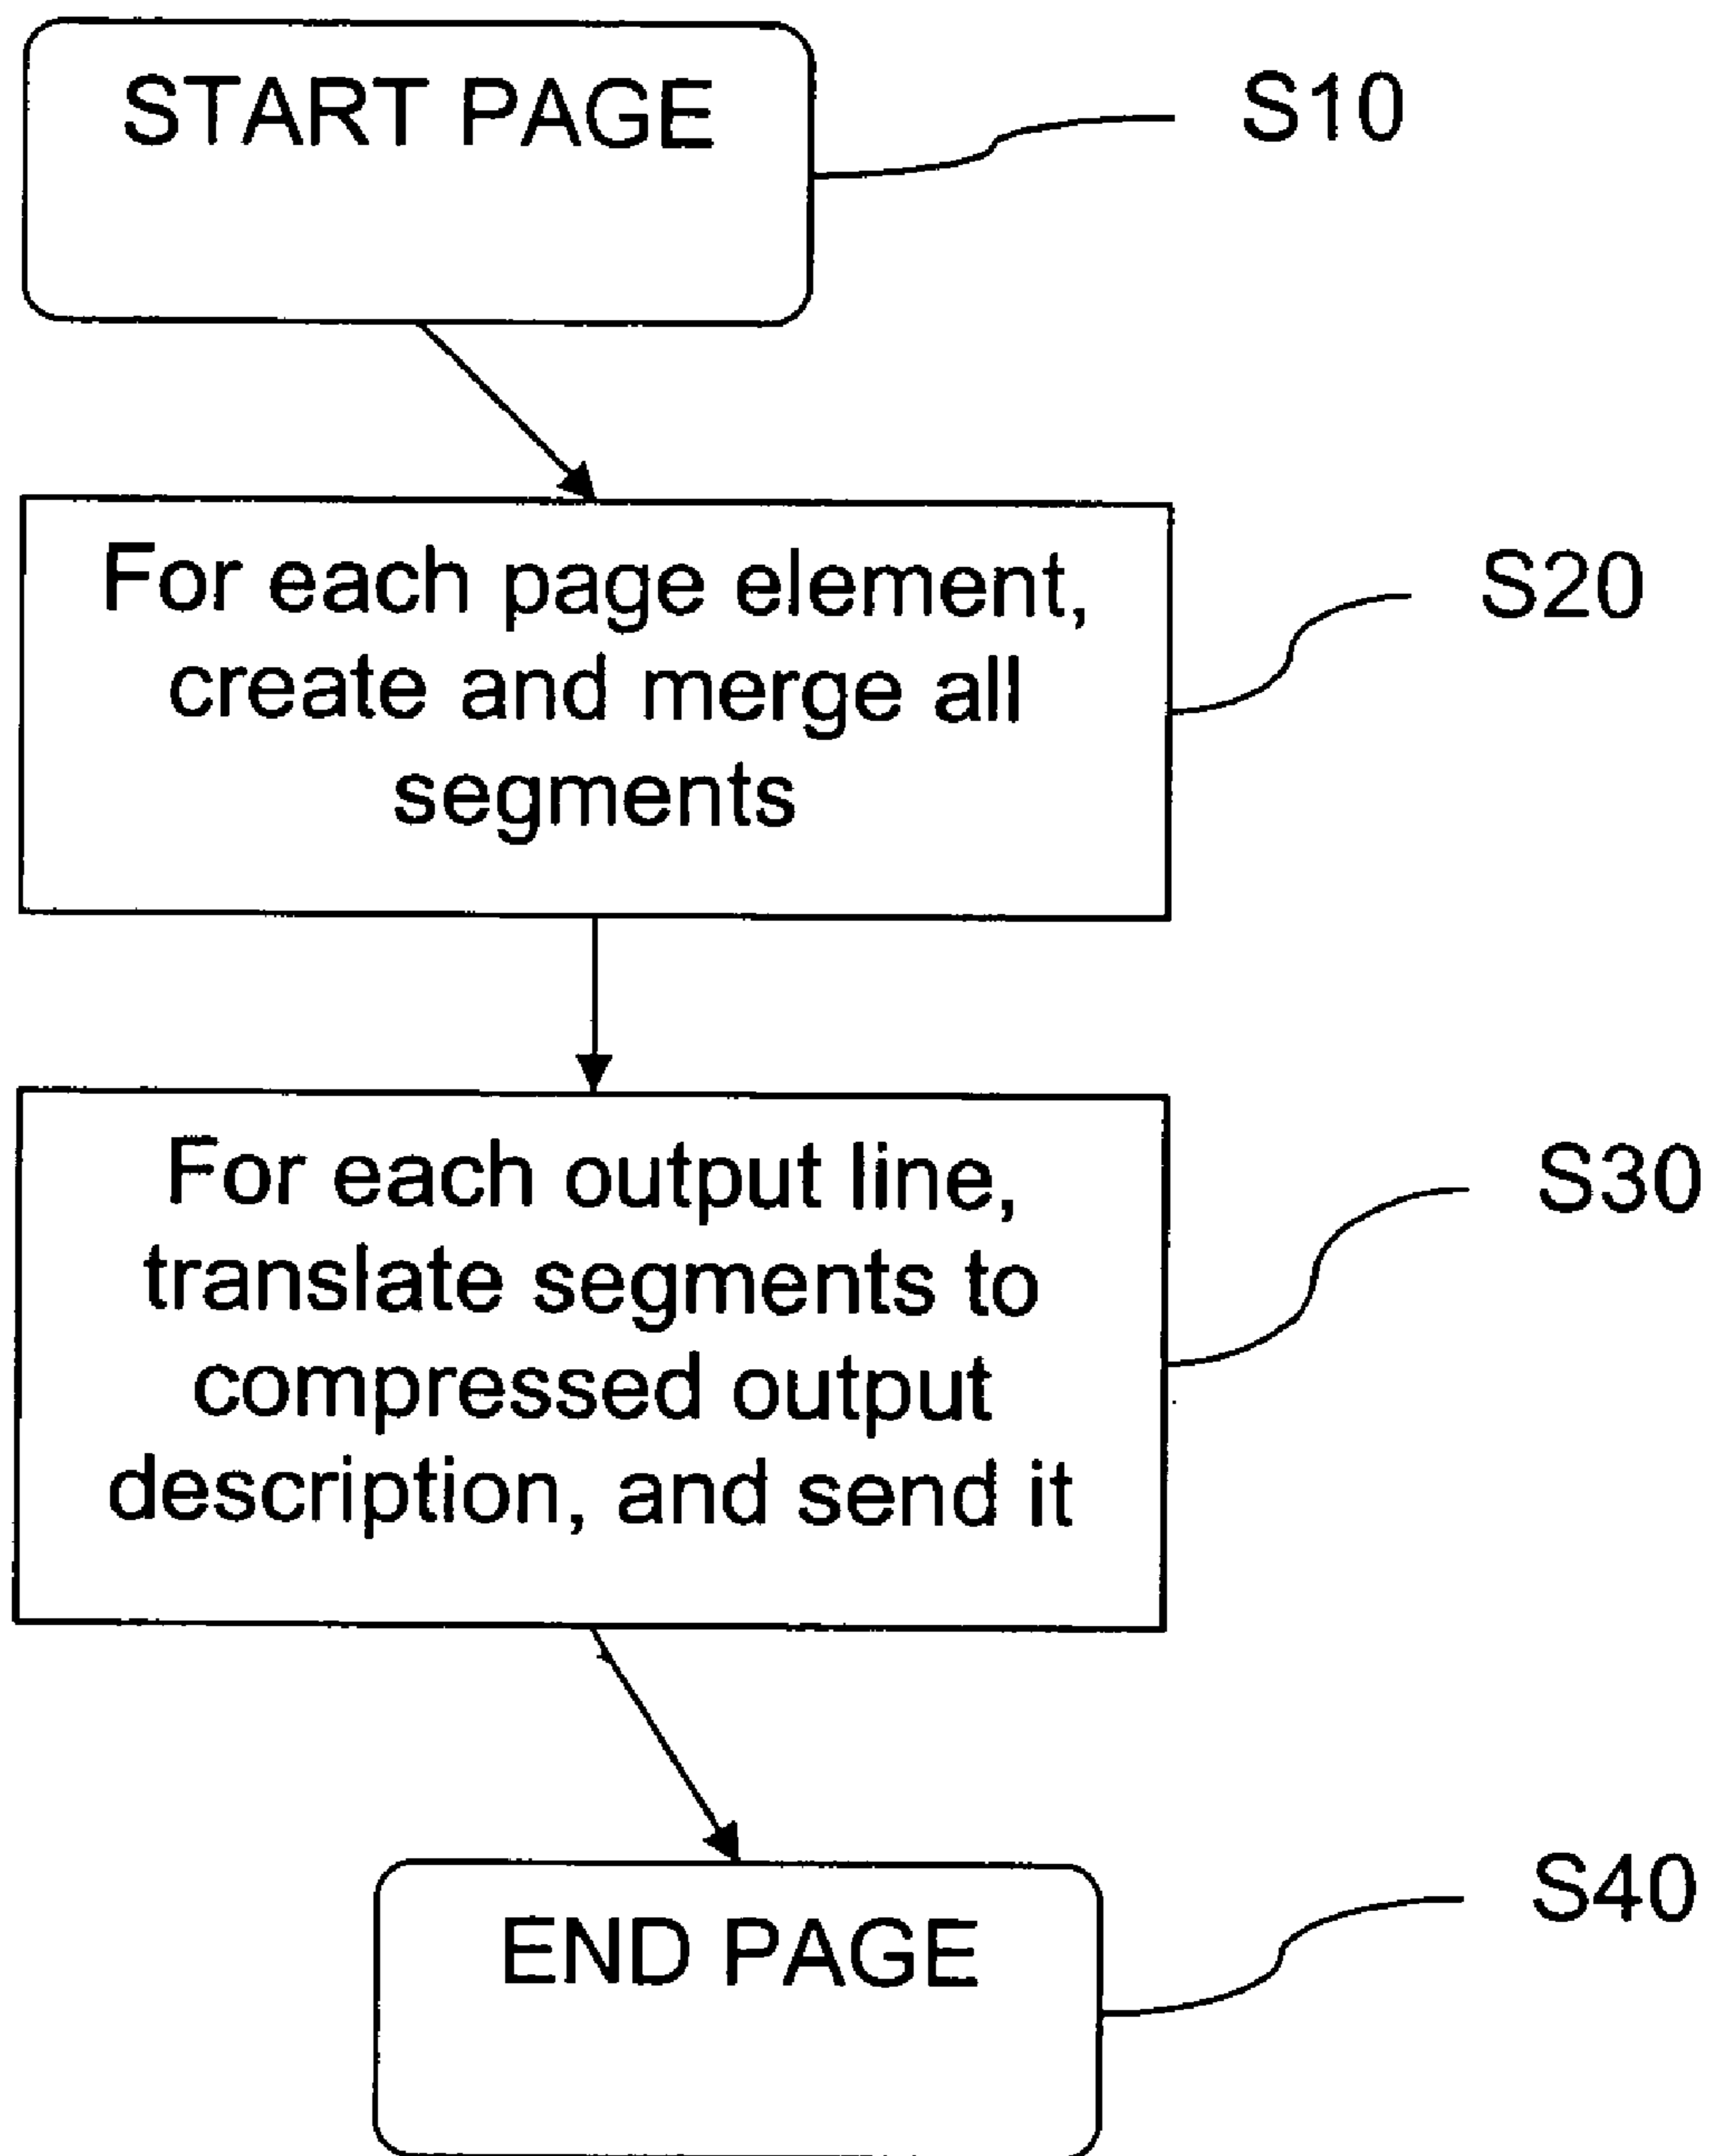 START PAGE
S10
For each page element,
create and merge all
segments
S20
For each output line,
translate segments to
compressed output
description, and send it
S30
END PAGE
S40